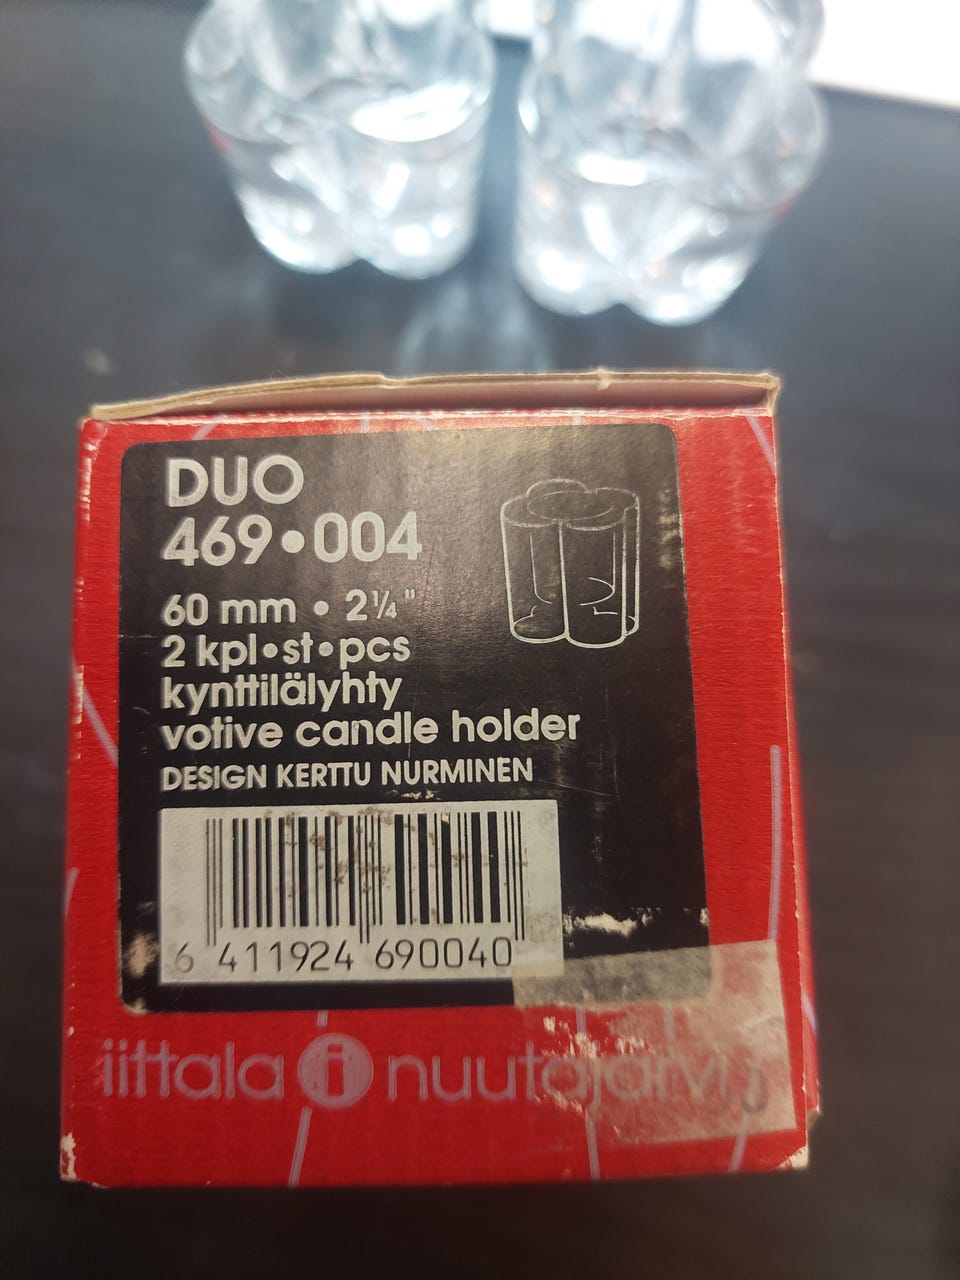 DUO
469•004
60 mm • 2¼"
2 kpl•st•pcs
kynttilälyhty
votive candle holder
DESIGN KERTTU NURMINEN
6 411924 690040
iittala i nuutajärvi